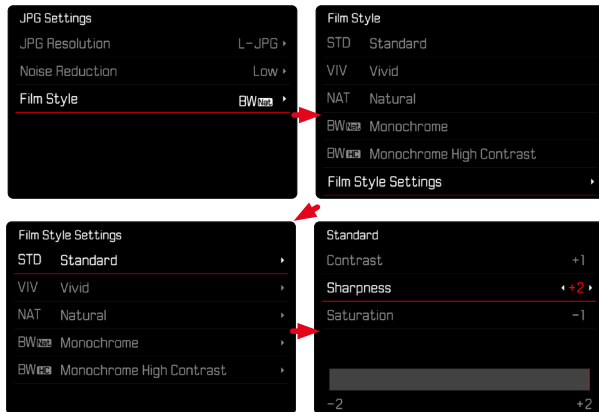 JPG Settings
JPG Resolution L-JPG
Noise Reduction Low
Film Style BW Nat.
Film Style
STD Standard
VIV Vivid
NAT Natural
BW Nat. Monochrome
BW HC Monochrome High Contrast
Film Style Settings
Film Style Settings
STD Standard
VIV Vivid
NAT Natural
BW Nat. Monochrome
BW HC Monochrome High Contrast
Standard
Contrast +1
Sharpness +2
Saturation -1
-2 +2